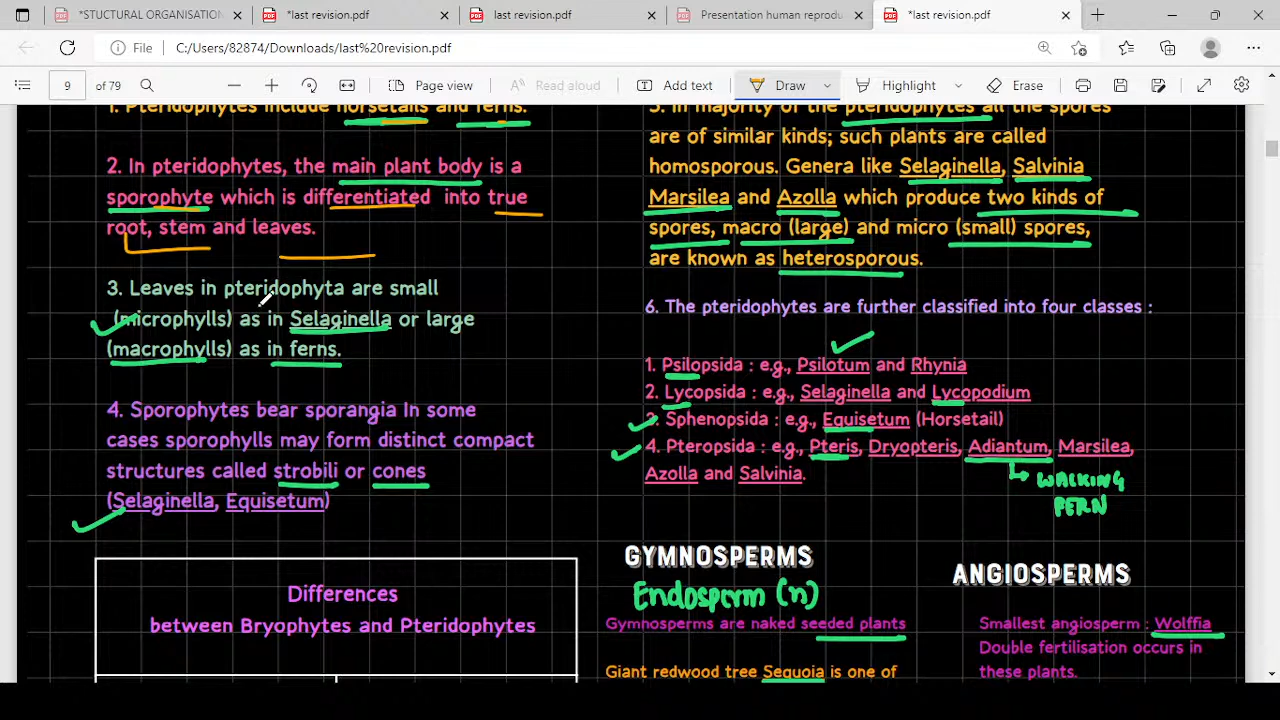 *STUCTURAL ORGANISATION
*last revision.pdf
last revision.pdf
Presentation human reprodu
*last revision.pdf
File
C:/Users/82874/Downloads/last%20revision.pdf
9 of 79
Page view
Read aloud
Add text
Draw
Highlight
Erase
1. Pteridophytes include horsetails and ferns.
2. In pteridophytes, the main plant body is a
sporophyte which is differentiated into true
root, stem and leaves.
3. Leaves in pteridophyta are small
(microphylls) as in Selaginella or large
(macrophylls) as in ferns.
4. Sporophytes bear sporangia In some
cases sporophylls may form distinct compact
structures called strobili or cones
(Selaginella, Equisetum)
Differences
between Bryophytes and Pteridophytes
5. In majority of the pteridophytes all the spores
are of similar kinds; such plants are called
homosporous. Genera like Selaginella, Salvinia
Marsilea and Azolla which produce two kinds of
spores, macro (large) and micro (small) spores,
are known as heterosporous.
6. The pteridophytes are further classified into four classes :
1. Psilopsida : e.g., Psilotum and Rhynia
2. Lycopsida : e.g., Selaginella and Lycopodium
3. Sphenopsida : e.g., Equisetum (Horsetail)
4. Pteropsida : e.g., Pteris, Dryopteris, Adiantum, Marsilea,
Azolla and Salvinia.
WALKING
FERN
GYMNOSPERMS
Endosperm (n)
Gymnosperms are naked seeded plants
Giant redwood tree Sequoia is one of
ANGIOSPERMS
Smallest angiosperm : Wolffia
Double fertilisation occurs in
these plants.